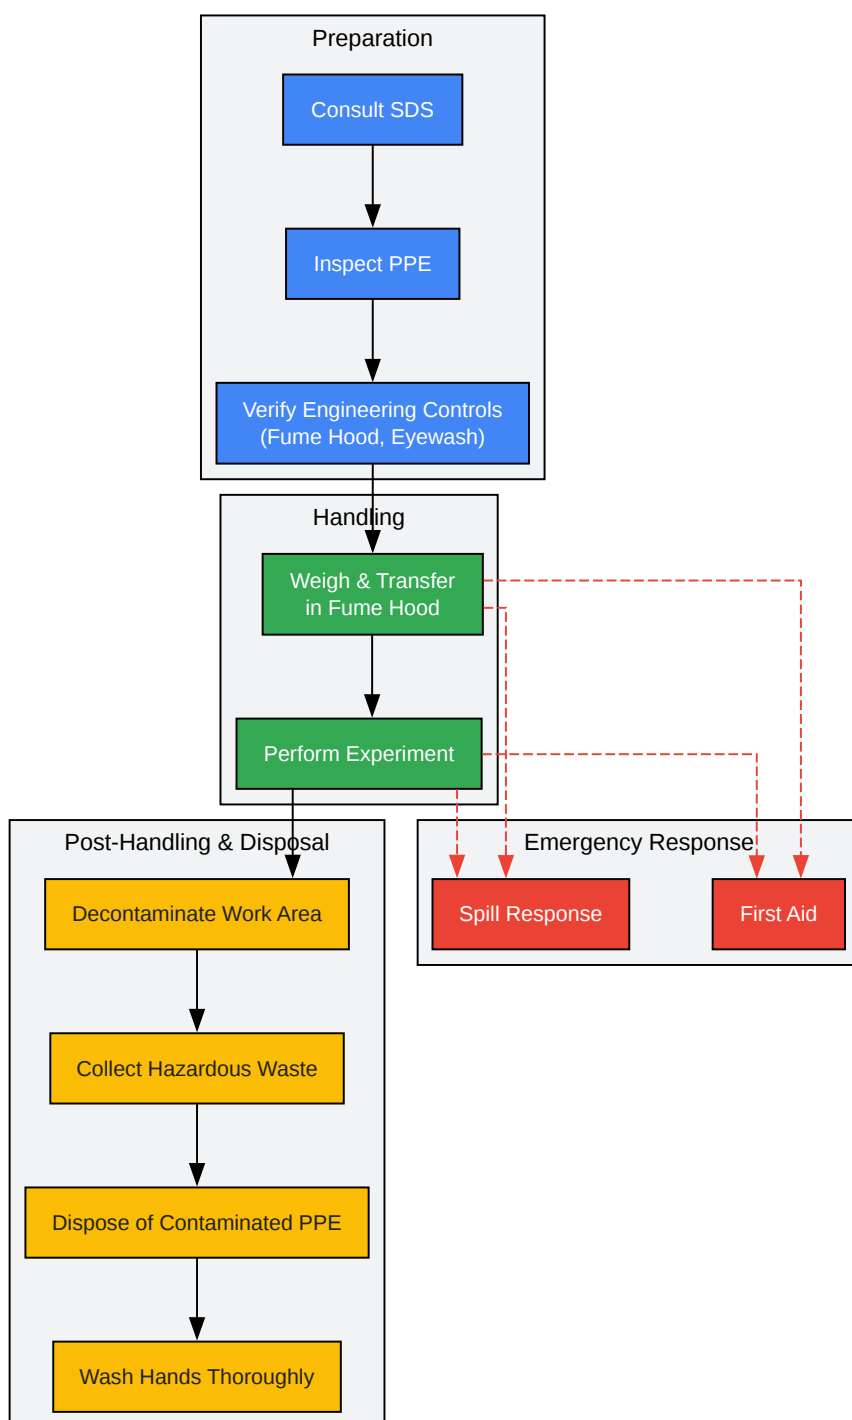 Preparation
Consult SDS
Inspect PPE
Verify Engineering Controls
(Fume Hood, Eyewash)
Handling
Weigh & Transfer
in Fume Hood
Perform Experiment
Post-Handling & Disposal
Decontaminate Work Area
Collect Hazardous Waste
Dispose of Contaminated PPE
Wash Hands Thoroughly
Emergency Response
Spill Response
First Aid